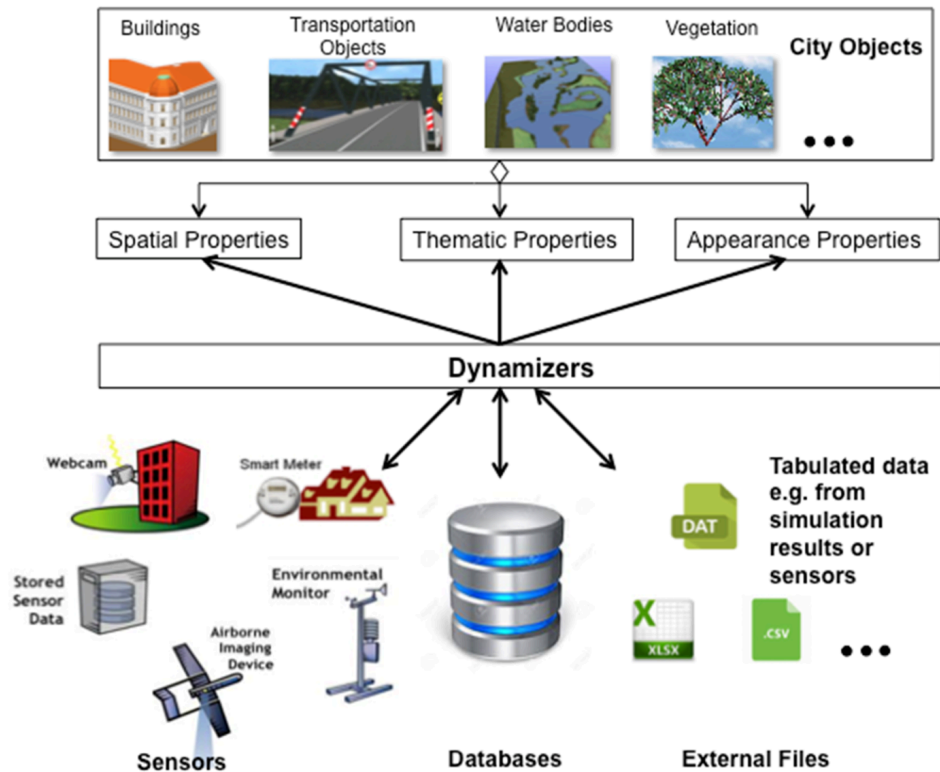 Buildings
Transportation
Objects
Water Bodies
Vegetation
City Objects
Spatial Properties
Thematic Properties
Appearance Properties
Dynamizers
Webcam
Smart Meter
Stored
Sensor
Data
Environmental
Monitor
Airborne
Imaging
Device
Sensors
Databases
DAT
Tabulated data
e.g. from
simulation
results or
sensors
X
XLSX
.CSV
External Files